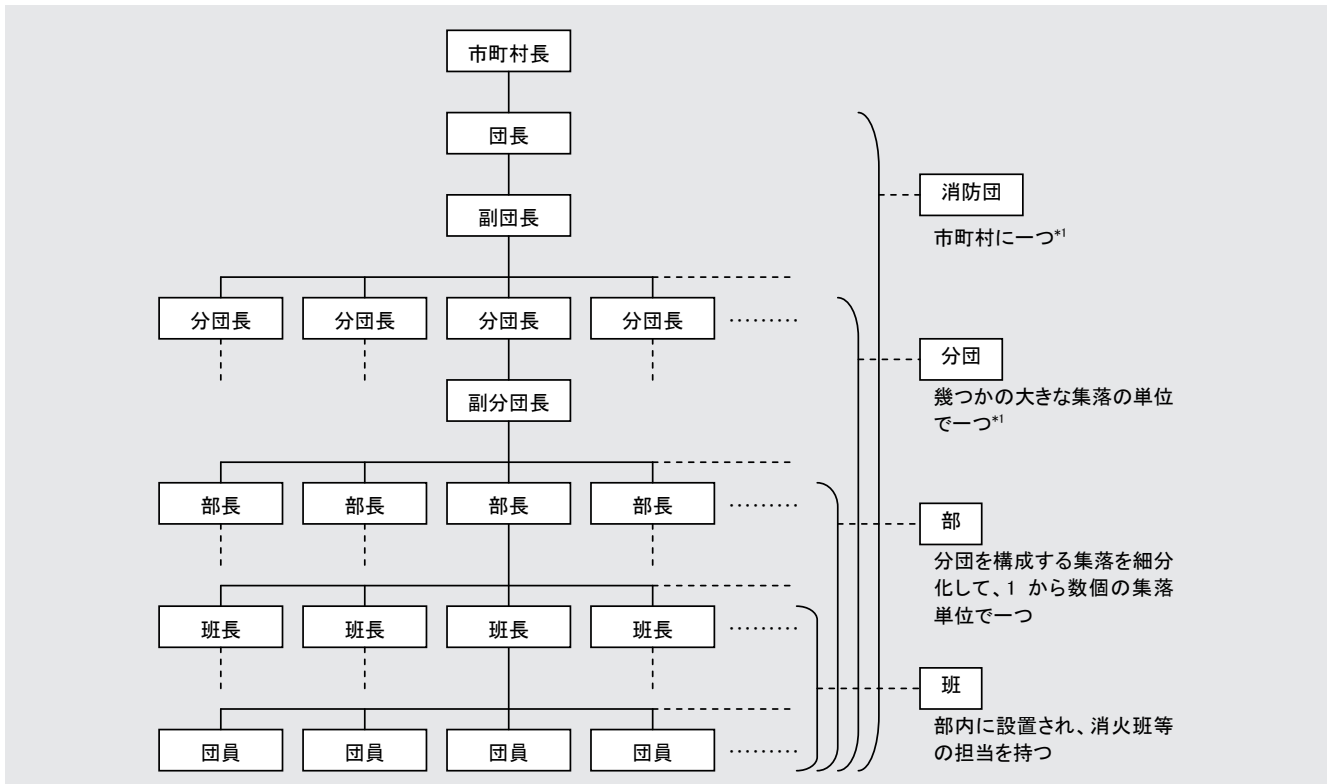 市町村長
団長
副団長
消防団
市町村に一つ*1
分団長 分団長 分団長 分団長 ………
分団
幾つかの大きな集落の単位
で一つ*1
副分団長
部長 部長 部長 部長 ………
部
分団を構成する集落を細分
化して、1 から数個の集落
単位で一つ
班長 班長 班長 班長 ………
班
部内に設置され、消火班等
の担当を持つ
団員 団員 団員 団員 ………